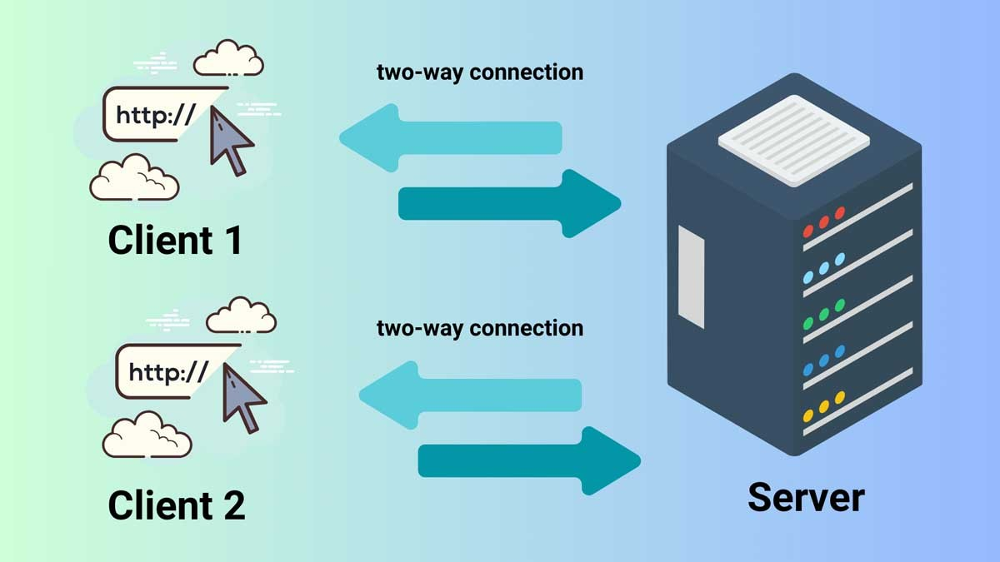 two-way connection
http://
Client 1
two-way connection
http://
Client 2
Server